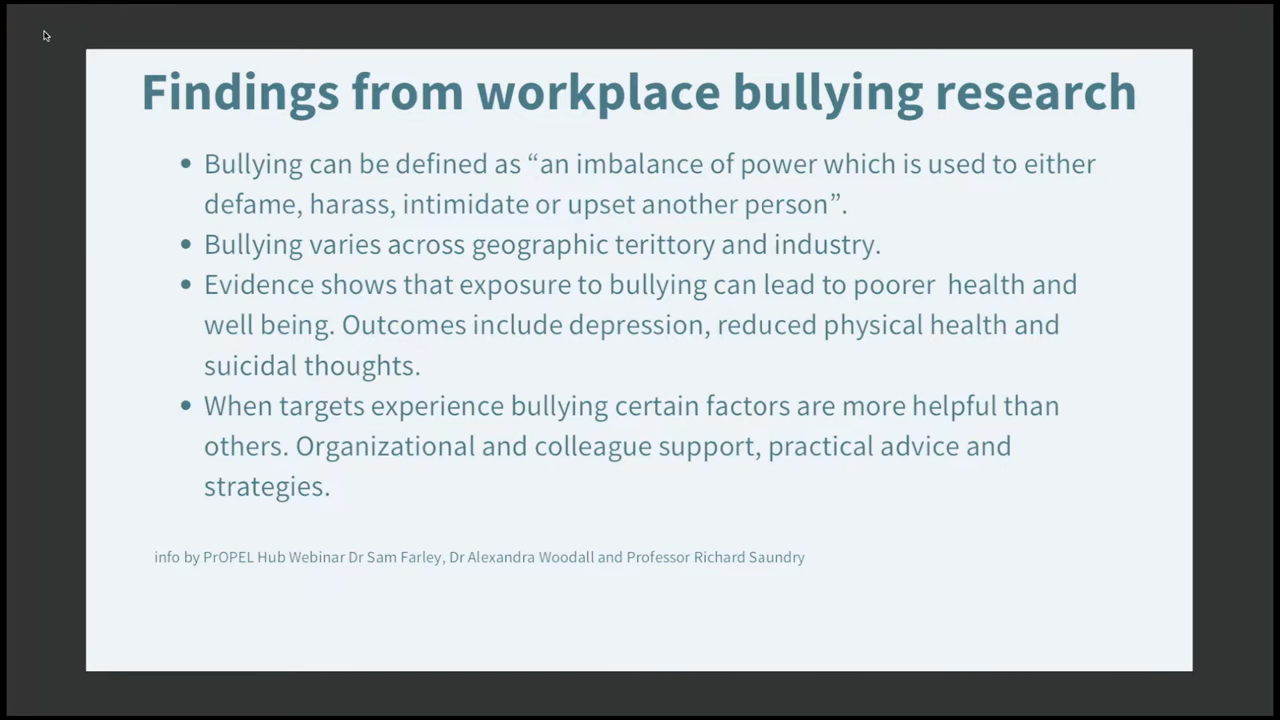 Findings from workplace bullying research
• Bullying can be defined as “an imbalance of power which is used to either
defame, harass, intimidate or upset another person”.
• Bullying varies across geographic terittory and industry.
• Evidence shows that exposure to bullying can lead to poorer  health and
well being. Outcomes include depression, reduced physical health and
suicidal thoughts.
• When targets experience bullying certain factors are more helpful than
others. Organizational and colleague support, practical advice and
strategies.
info by PrOPEL Hub Webinar Dr Sam Farley, Dr Alexandra Woodall and Professor Richard Saundry